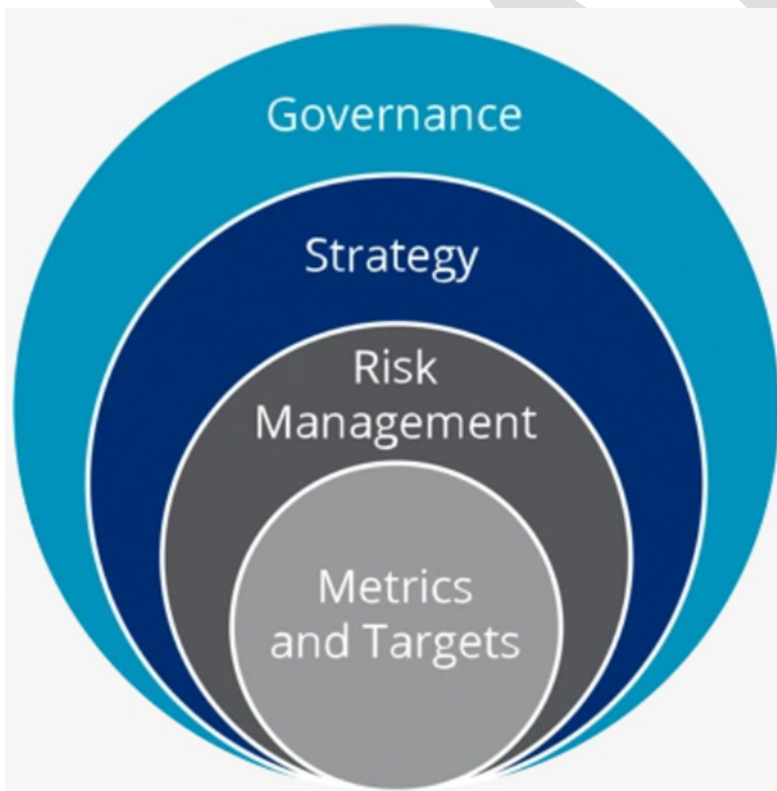 Governance
Strategy
Risk
Management
Metrics
and Targets